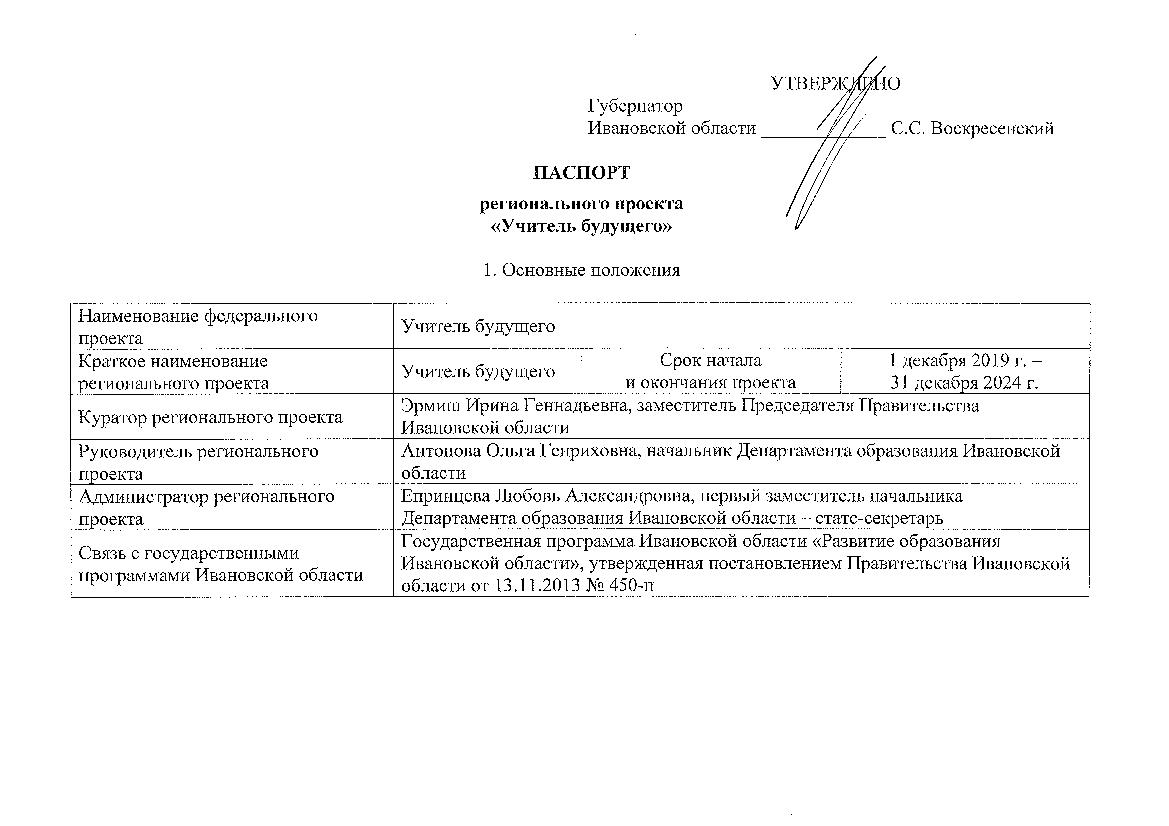 УТВЕРЖДЕНО
Губернатор
Ивановской области ______________ С.С. Воскресенский
ПАСПОРТ
регионального проекта
«Учитель будущего»
1. Основные положения
Наименование федерального
проекта
Учитель будущего
Краткое наименование
регионального проекта
Учитель будущего
Срок начала
и окончания проекта
1 декабря 2019 г. –
31 декабря 2024 г.
Куратор регионального проекта
Эрмиш Ирина Геннадьевна, заместитель Председателя Правительства
Ивановской области
Руководитель регионального
проекта
Антонова Ольга Генриховна, начальник Департамента образования Ивановской
области
Администратор регионального
проекта
Епринцева Любовь Александровна, первый заместитель начальника
Департамента образования Ивановской области – статс-секретарь
Связь с государственными
программами Ивановской области
Государственная программа Ивановской области «Развитие образования
Ивановской области», утвержденная постановлением Правительства Ивановской
области от 13.11.2013 № 450-п